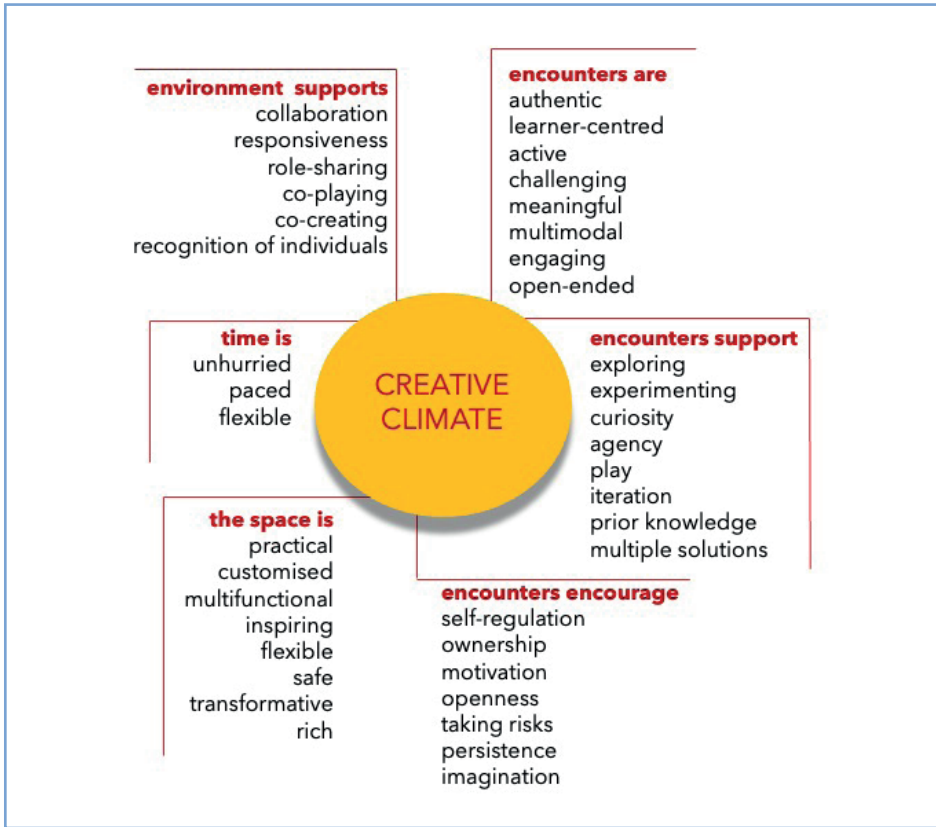 environment supports
collaboration
responsiveness
role-sharing
co-playing
co-creating
recognition of individuals
encounters are
authentic
learner-centred
active
challenging
meaningful
multimodal
engaging
open-ended
time is
unhurried
paced
flexible
CREATIVE
CLIMATE
encounters support
exploring
experimenting
curiosity
agency
play
iteration
prior knowledge
multiple solutions
the space is
practical
customised
multifunctional
inspiring
flexible
safe
transformative
rich
encounters encourage
self-regulation
ownership
motivation
openness
taking risks
persistence
imagination